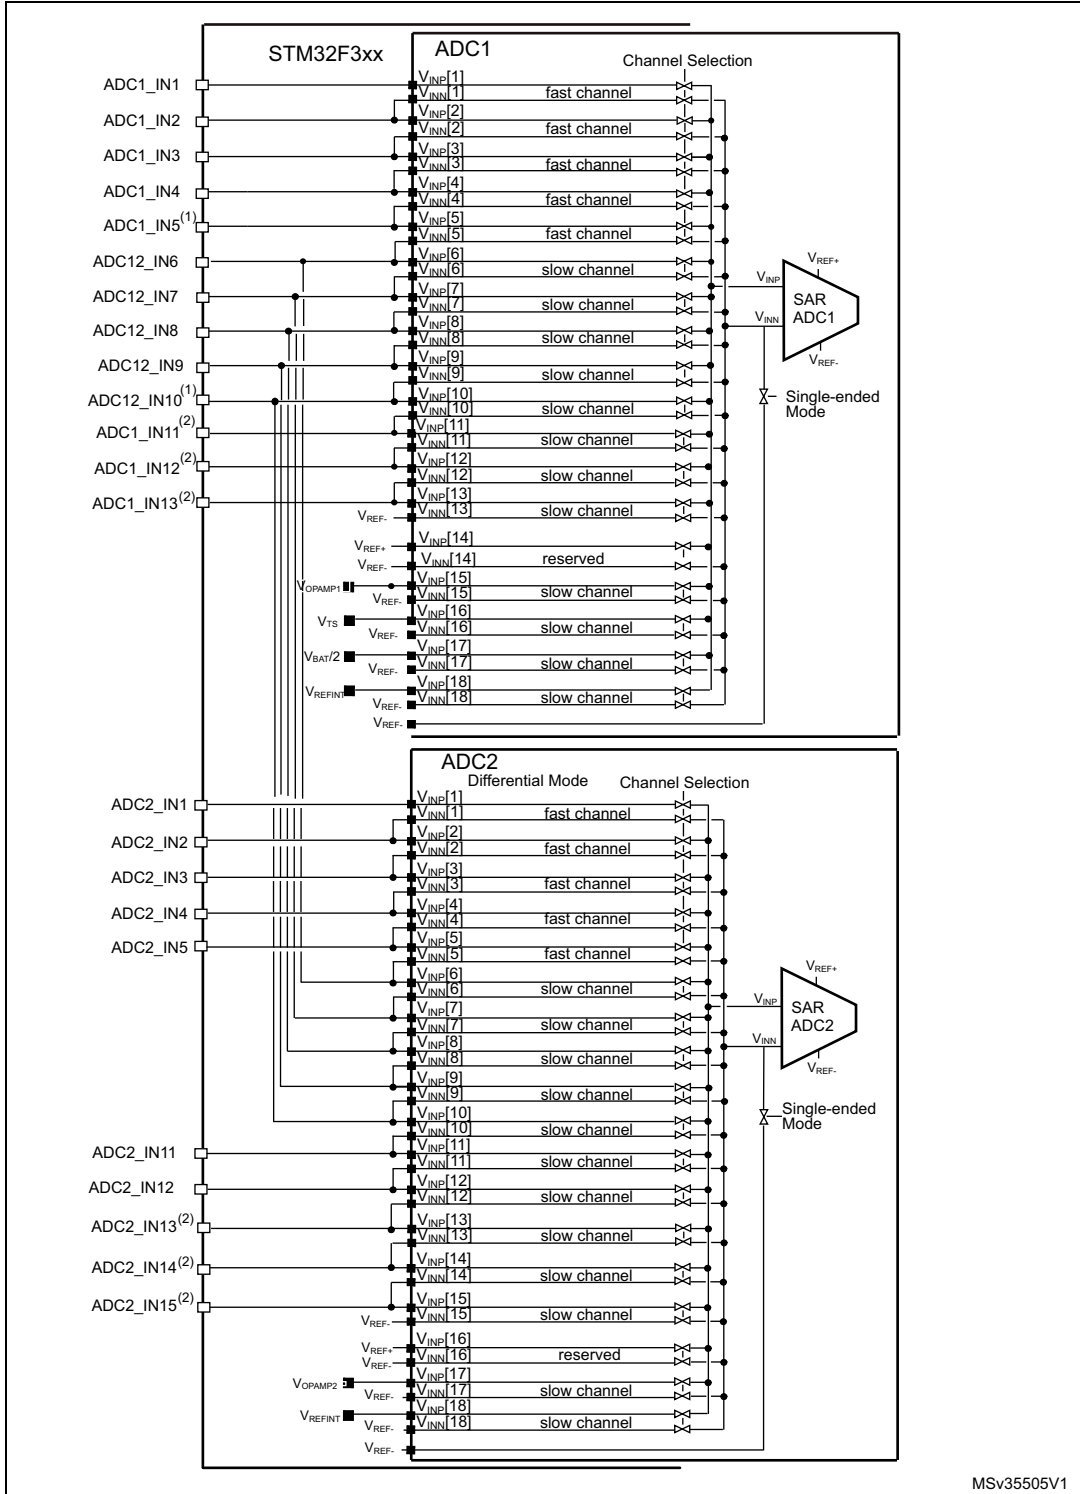 STM32F3xx
ADC1
Channel Selection
ADC1_IN1
VINP[1]
VINN[1]
fast channel
ADC1_IN2
VINP[2]
VINN[2]
fast channel
ADC1_IN3
VINP[3]
VINN[3]
fast channel
ADC1_IN4
VINP[4]
VINN[4]
fast channel
ADC1_IN5(1)
VINP[5]
VINN[5]
fast channel
ADC12_IN6
VINP[6]
VINN[6]
slow channel
ADC12_IN7
VINP[7]
VINN[7]
slow channel
ADC12_IN8
VINP[8]
VINN[8]
slow channel
ADC12_IN9
VINP[9]
VINN[9]
slow channel
ADC12_IN10(1)
VINP[10]
VINN[10]
slow channel
ADC1_IN11(2)
VINP[11]
VINN[11]
slow channel
ADC1_IN12(2)
VINP[12]
VINN[12]
slow channel
ADC1_IN13(2)
VINP[13]
VREF-
VINN[13]
slow channel
VREF+
VINP[14]
VREF-
VINN[14]
reserved
VOPAMP1
VINP[15]
VREF-
VINN[15]
slow channel
VTS
VINP[16]
VREF-
VINN[16]
slow channel
VBAT/2
VINP[17]
VREF-
VINN[17]
slow channel
VREFINT
VINP[18]
VREF-
VINN[18]
slow channel
VREF-
VREF+
VINP
SAR
ADC1
VINN
VREF-
Single-ended
Mode
ADC2
Differential Mode
Channel Selection
ADC2_IN1
VINP[1]
VINN[1]
fast channel
ADC2_IN2
VINP[2]
VINN[2]
fast channel
ADC2_IN3
VINP[3]
VINN[3]
fast channel
ADC2_IN4
VINP[4]
VINN[4]
fast channel
ADC2_IN5
VINP[5]
VINN[5]
fast channel
VINP[6]
VINN[6]
slow channel
VINP[7]
VINN[7]
slow channel
VINP[8]
VINN[8]
slow channel
VINP[9]
VINN[9]
slow channel
VINP[10]
VINN[10]
slow channel
ADC2_IN11
VINP[11]
VINN[11]
slow channel
ADC2_IN12
VINP[12]
VINN[12]
slow channel
ADC2_IN13(2)
VINP[13]
VINN[13]
slow channel
ADC2_IN14(2)
VINP[14]
VINN[14]
slow channel
ADC2_IN15(2)
VINP[15]
VREF-
VINN[15]
slow channel
VREF+
VINP[16]
VREF-
VINN[16]
reserved
VOPAMP2
VINP[17]
VREF-
VINN[17]
slow channel
VREFINT
VINP[18]
VREF-
VINN[18]
slow channel
VREF-
VREF+
VINP
SAR
ADC2
VINN
VREF-
Single-ended
Mode
MSv35505V1